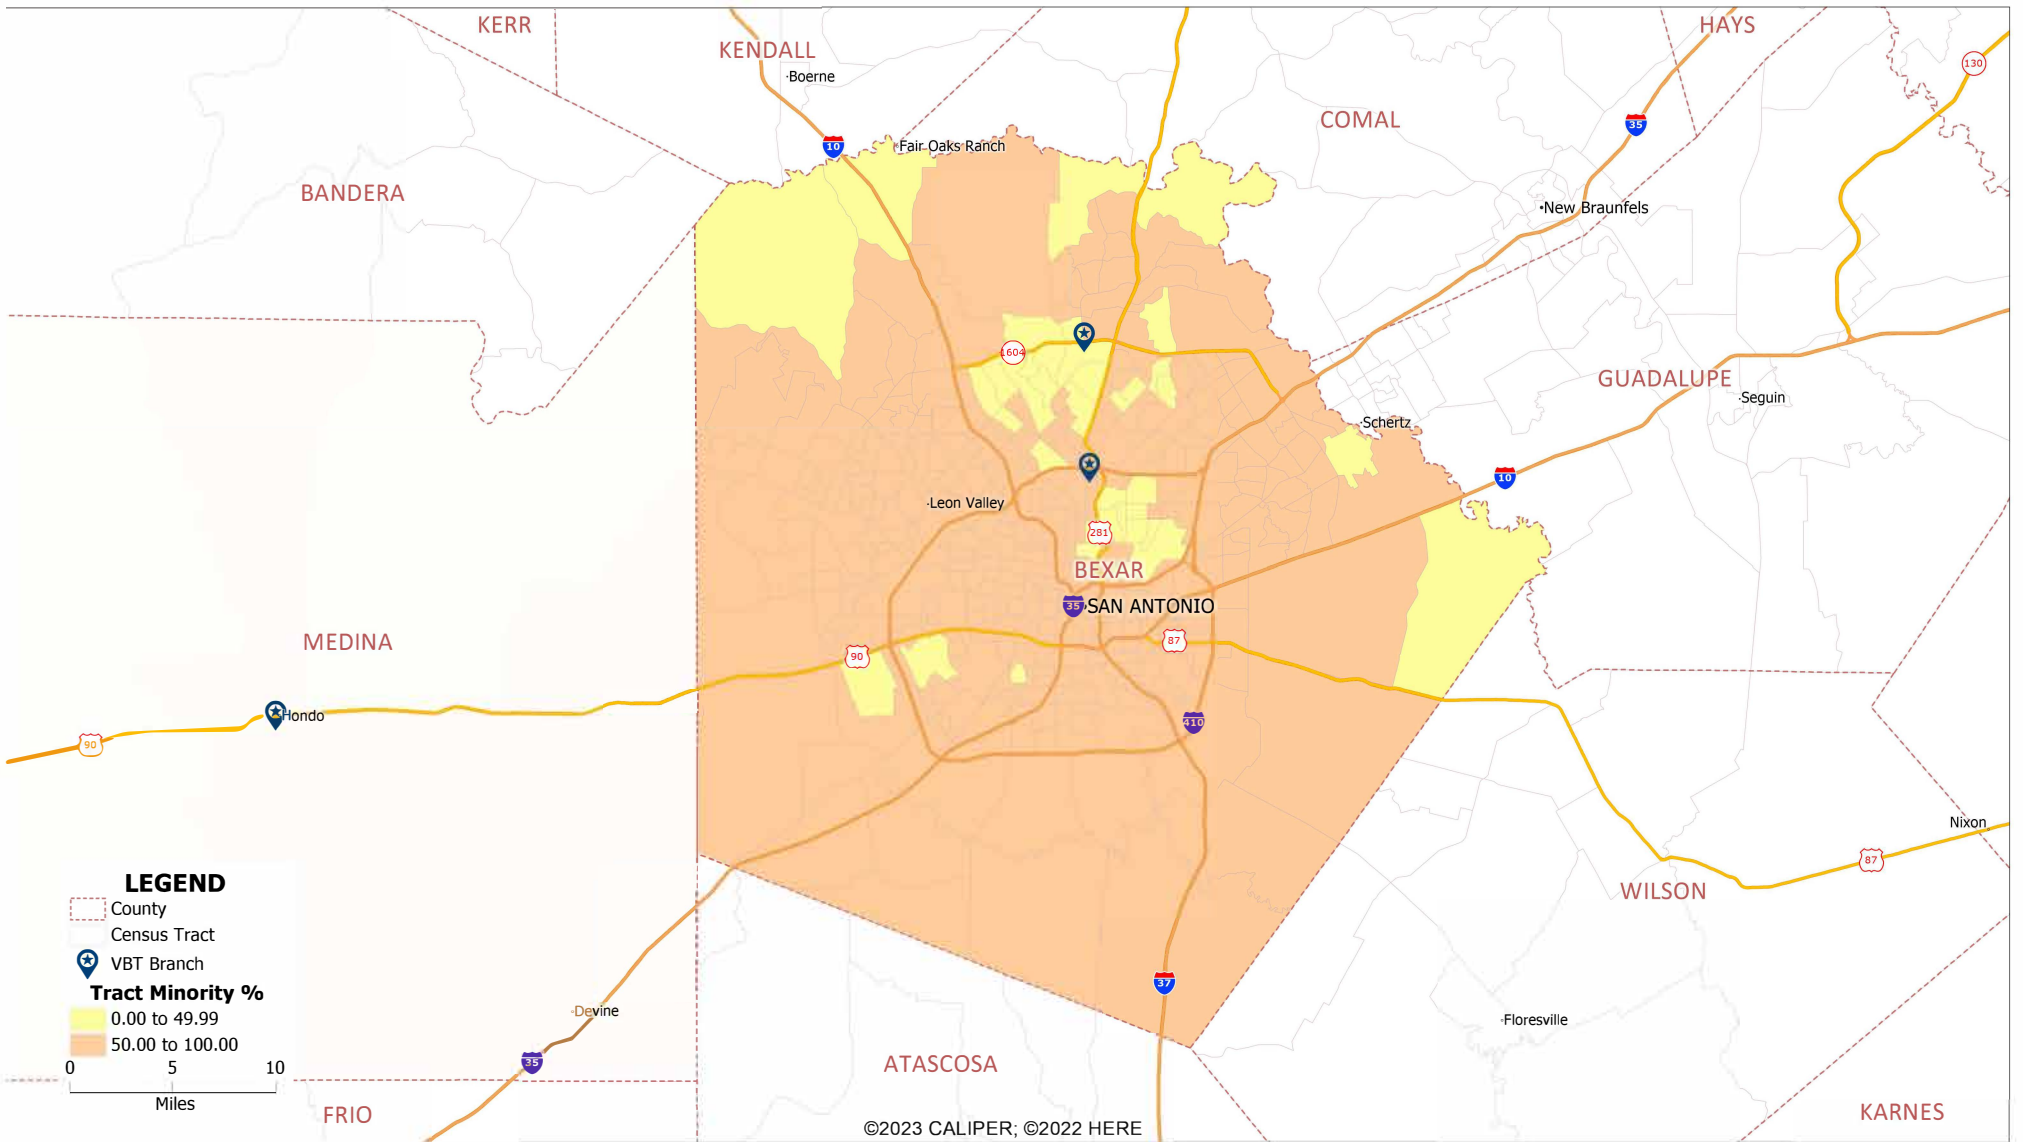 KERR
HAYS
KENDALL
130
·Boerne
COMAL
35
10
·Fair Oaks Ranch
BANDERA
·New Braunfels
1604
GUADALUPE
·Seguin
·Schertz
10
·Leon Valley
281
BEXAR
35
·SAN ANTONIO
MEDINA
87
90
Hondo
410
90
Nixon
87
LEGEND
WILSON
County
Census Tract
VBT Branch
37
Tract Minority %
0.00 to 49.99
·Devine
·Floresville
50.00 to 100.00
0 5 10
35
ATASCOSA
Miles
FRIO
KARNES
©2023 CALIPER; ©2022 HERE